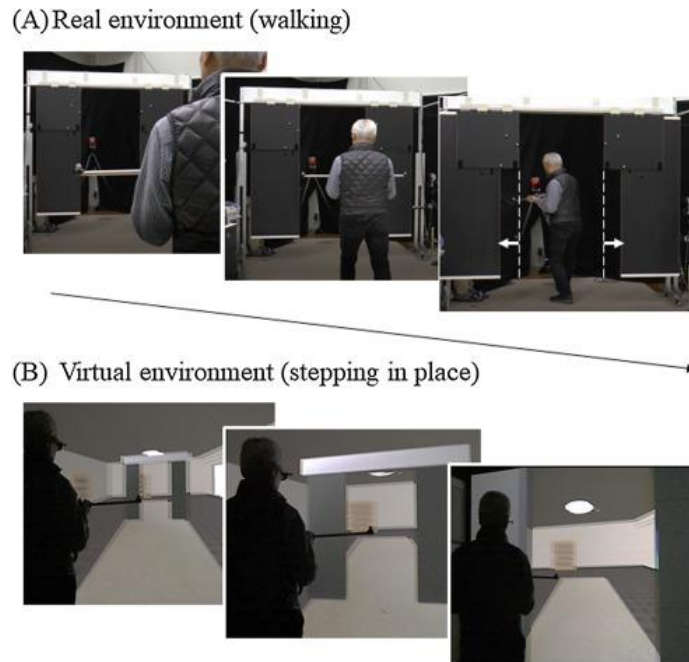 (A) Real environment (walking)
(B) Virtual environment (stepping in place)